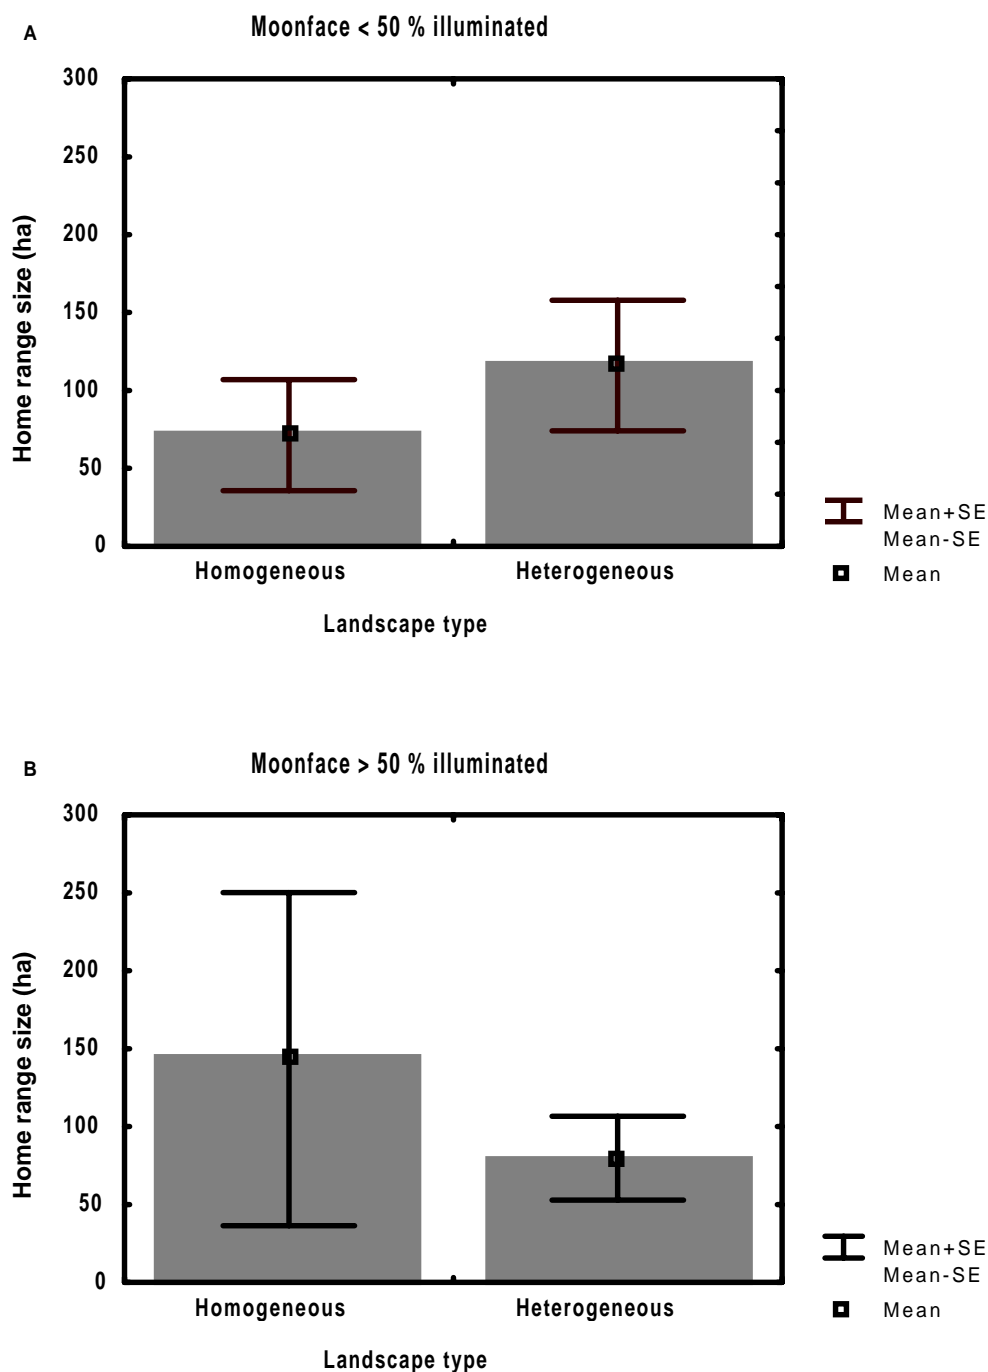 A
Moonface < 50 % illuminated
300
250
200
150
100
50
0
Home range size (ha)
Homogeneous
Heterogeneous
Landscape type
Mean+SE
Mean-SE
Mean
B
Moonface > 50 % illuminated
300
250
200
150
100
50
0
Home range size (ha)
Homogeneous
Heterogeneous
Landscape type
Mean+SE
Mean-SE
Mean